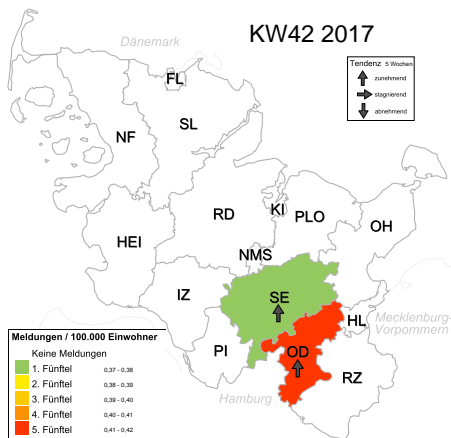 KW42 2017
Dänemark
Tendenz 5 Wochen
zunehmend
stagnierend
abnehmend
FL
SL
NF
RD
KI
PLO
OH
HEI
NMS
IZ
SE
HL
Mecklenburg-
Vorpommern
PI
OD
RZ
Hamburg
Meldungen / 100.000 Einwohner
Keine Meldungen
1. Fünftel 0,37 - 0,38
2. Fünftel 0,38 - 0,39
3. Fünftel 0,39 - 0,40
4. Fünftel 0,40 - 0,41
5. Fünftel 0,41 - 0,42